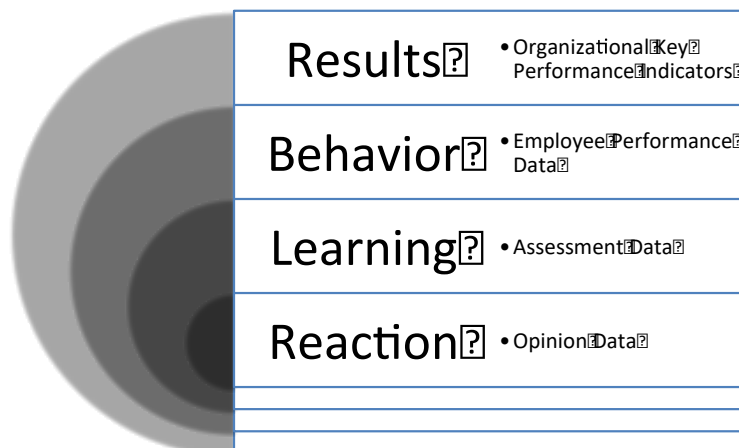 Results⍰
• Organizational⍰Key⍰
Performance⍰Indicators⍰
Behavior⍰
• Employee⍰Performance⍰
Data⍰
Learning⍰
• Assessment⍰Data⍰
Reaction⍰
• Opinion⍰Data⍰